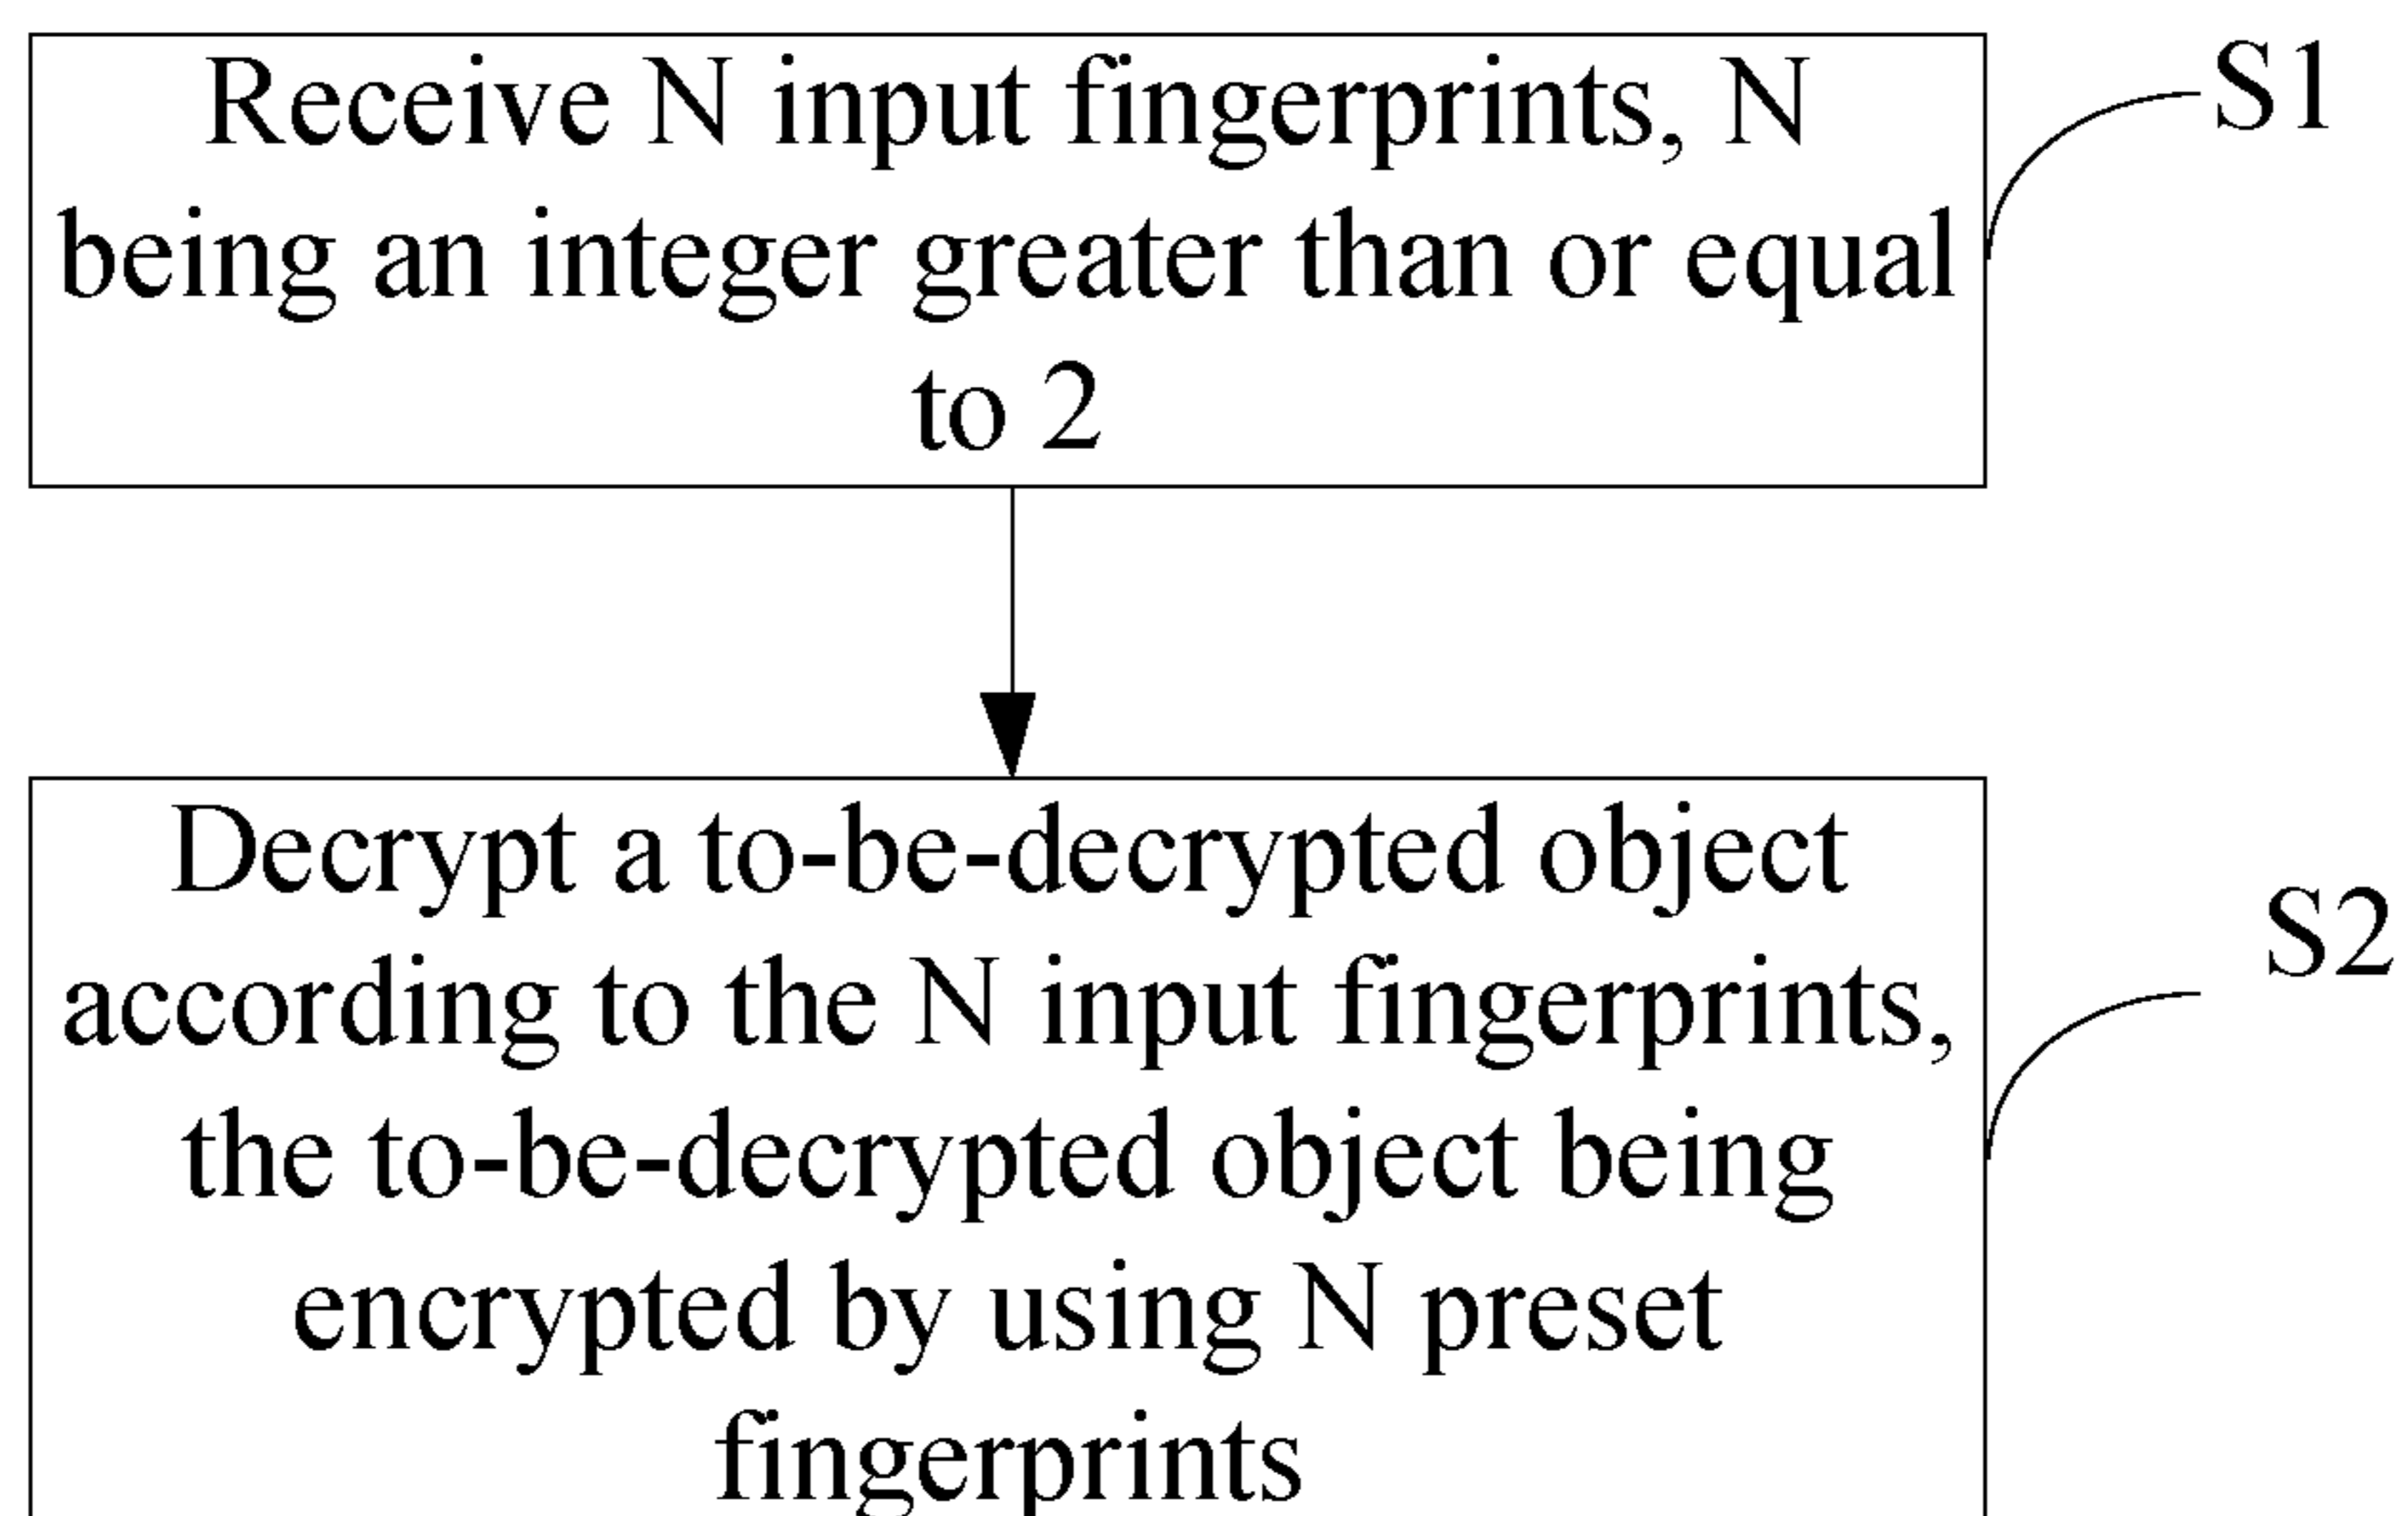 Receive N input fingerprints, N
being an integer greater than or equal
to 2
S1
Decrypt a to-be-decrypted object
according to the N input fingerprints,
the to-be-decrypted object being
encrypted by using N preset
fingerprints
S2